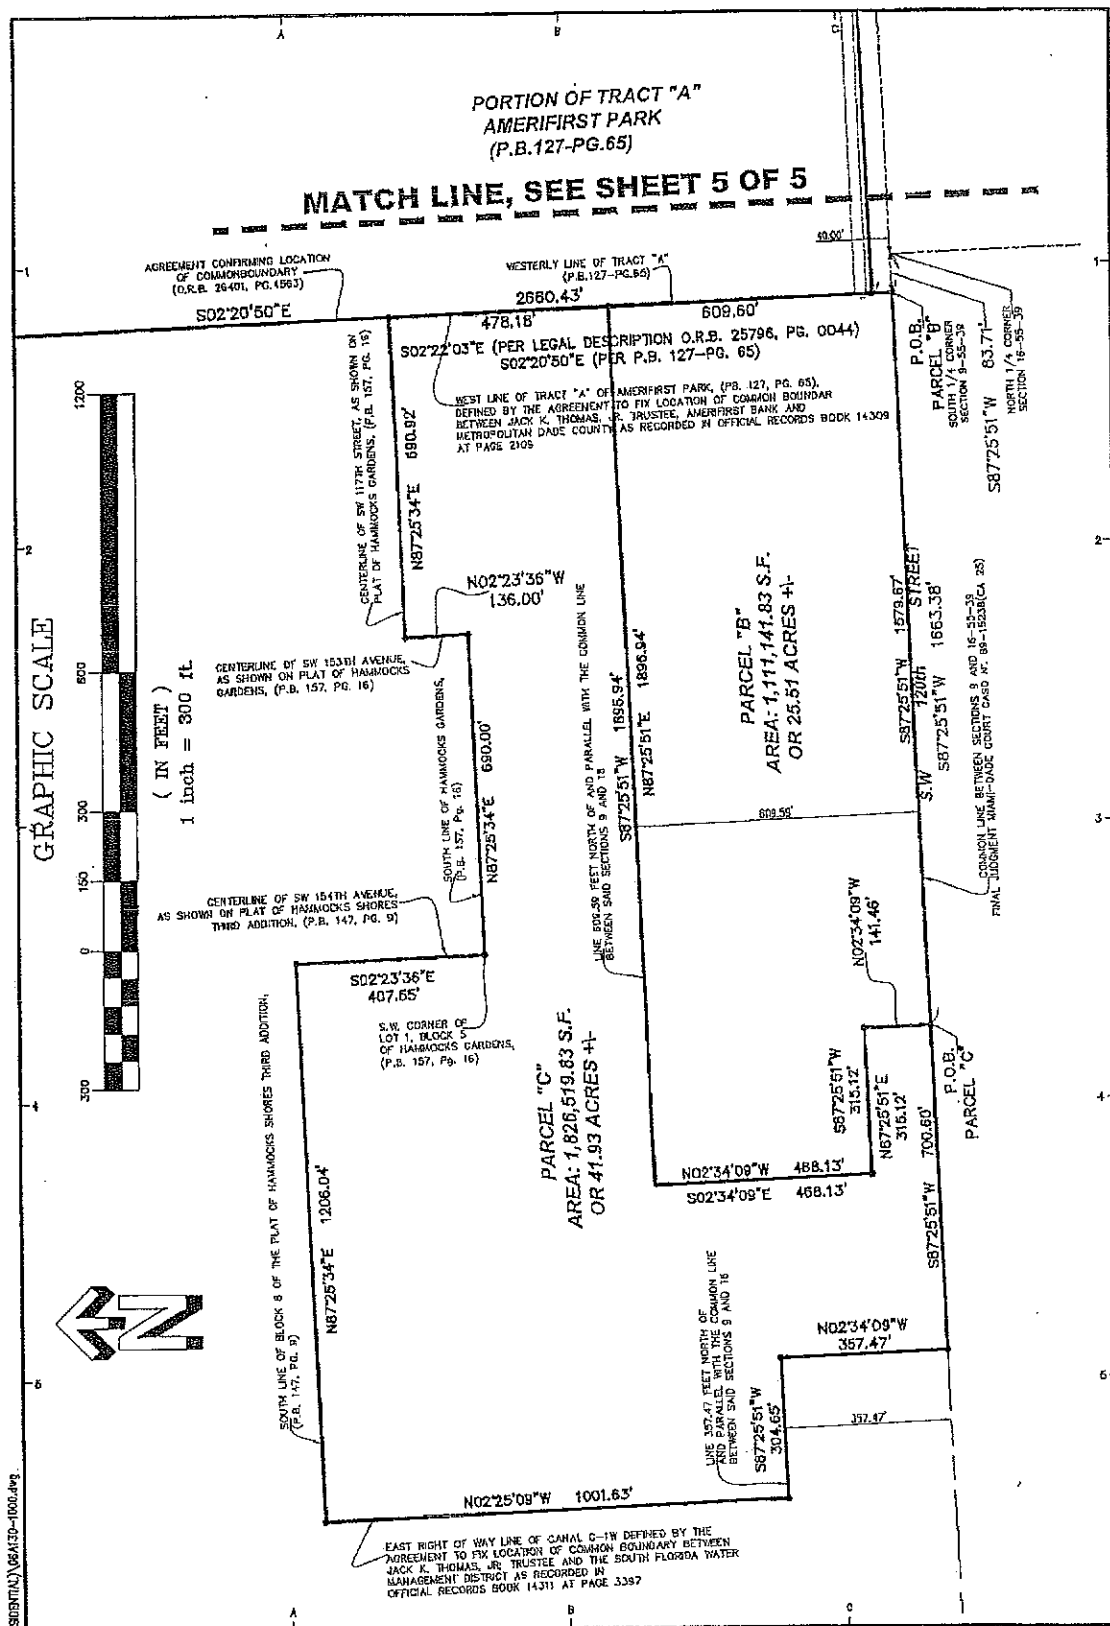 A
B
C
PORTION OF TRACT "A"
AMERIFIRST PARK
(P.B.127-PG.65)
MATCH LINE, SEE SHEET 5 OF 5
40.00'
1
1
AGREEMENT CONFIRMING LOCATION
OF COMMONBOUNDARY
(O.R.B. 26401, PG.4563)
WESTERLY LINE OF TRACT "A"
(P.B.127-PG.65)
S02°20'50"E
2660.43'
478.18'
609.60'
S02°22'03"E (PER LEGAL DESCRIPTION O.R.B. 25796, PG. 0044)
S02°20'50"E (PER P.B. 127-PG. 65)
WEST LINE OF TRACT "A" OF AMERIFIRST PARK, (PB. 127, PG. 65),
DEFINED BY THE AGREEMENT TO FIX LOCATION OF COMMON BOUNDAR
BETWEEN JACK K. THOMAS, JR. TRUSTEE, AMERIFIRST BANK AND
METROPOLITAN DADE COUNTY AS RECORDED IN OFFICIAL RECORDS BOOK 14309
AT PAGE 2105
P.O.B.
PARCEL "B"
SOUTH 1/4 CORNER
SECTION 9-55-39
S87°25'51"W 83.71'
NORTH 1/4 CORNER
SECTION 16-55-39
CENTERLINE OF SW 117TH STREET, AS SHOWN ON
PLAT OF HAMMOCKS GARDENS, (P.B. 157, PG. 16)
N87°25'34"E 690.92'
2
2
N02°23'36"W
136.00'
CENTERLINE OF SW 153TH AVENUE,
AS SHOWN ON PLAT OF HAMMOCKS
GARDENS, (P.B. 157, PG. 16)
GRAPHIC SCALE
300
0
150
300
600
1200
( IN FEET )
1 inch = 300 ft.
SOUTH LINE OF HAMMOCKS GARDENS,
(P.B. 157, Pg. 16)
N87°25'34"E 690.00'
LINE 609.59 FEET NORTH OF AND PARALLEL WITH THE COMMON LINE
BETWEEN SAID SECTIONS 9 AND 16
S87°25'51"W 1895.94'
N87°25'51"E 1896.94'
PARCEL "B"
AREA: 1,111,141.83 S.F.
OR 25.51 ACRES +\-
609.59'
S87°25'51"W 1579.67'
S.W. 120th STREET
S87°25'51"W 1663.38'
COMMON LINE BETWEEN SECTIONS 9 AND 16-55-39
FINAL JUDGMENT MIAMI-DADE COURT CASD Nº. 89-15238(CA 25)
CENTERLINE OF SW 154TH AVENUE,
AS SHOWN ON PLAT OF HAMMOCKS SHORES
THIRD ADDITION, (P.B. 147, PG. 9)
S02°23'36"E
407.65'
S.W. CORNER OF
LOT 1, BLOCK 5
OF HAMMOCKS GARDENS,
(P.B. 157, Pg. 16)
N02°34'09"W
141.46'
S87°25'51"W
315.12'
N87°25'51"E
315.12'
P.O.B.
PARCEL "C"
4
4
SOUTH LINE OF BLOCK 8 OF THE PLAT OF HAMMOCKS SHORES THIRD ADDITION,
(P.B. 147, PG. 9)
N87°25'34"E 1206.04'
PARCEL "C"
AREA: 1,826,519.83 S.F.
OR 41.93 ACRES +\-
N02°34'09"W 468.13'
S02°34'09"E 468.13'
S87°25'51"W 700.60'
N
N02°34'09"W
357.47'
LINE 357.47 FEET NORTH OF
AND PARALLEL WITH THE COMMON LINE
BETWEEN SAID SECTIONS 9 AND 16
S87°25'51"W
304.65'
357.47'
5
5
N02°25'09"W 1001.63'
EAST RIGHT OF WAY LINE OF CANAL C-1W DEFINED BY THE
AGREEMENT TO FIX LOCATION OF COMMON BOUNDARY BETWEEN
JACK K. THOMAS, JR; TRUSTEE AND THE SOUTH FLORIDA WATER
MANAGEMENT DISTRICT AS RECORDED IN
OFFICIAL RECORDS BOOK 14311 AT PAGE 3397
A
B
C